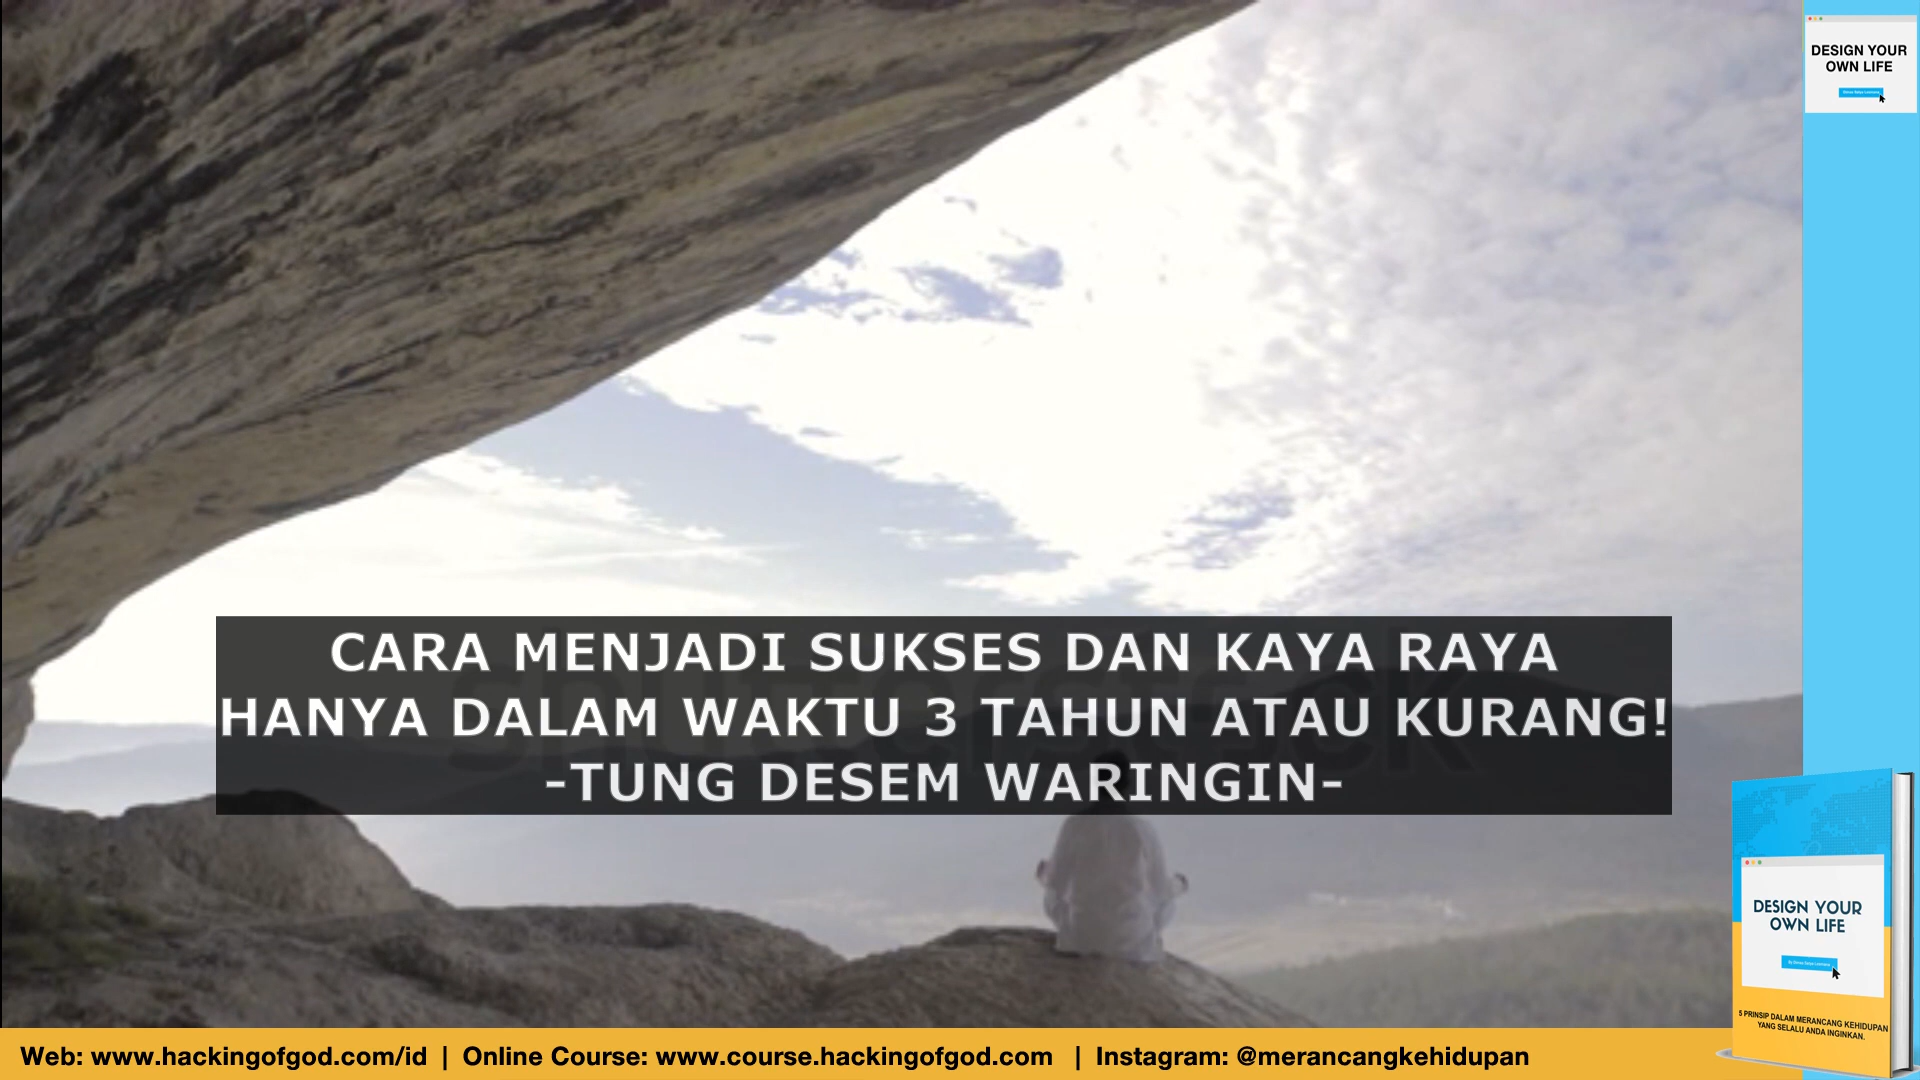 DESIGN YOUR
OWN LIFE
CARA MENJADI SUKSES DAN KAYA RAYA
HANYA DALAM WAKTU 3 TAHUN ATAU KURANG!
-TUNG DESEM WARINGIN-
shutterstock
DESIGN YOUR
OWN LIFE
5 PRINSIP DALAM MERANCANG KEHIDUPAN
YANG SELALU ANDA INGINKAN.
Web: www.hackingofgod.com/id | Online Course: www.course.hackingofgod.com | Instagram: @merancangkehidupan